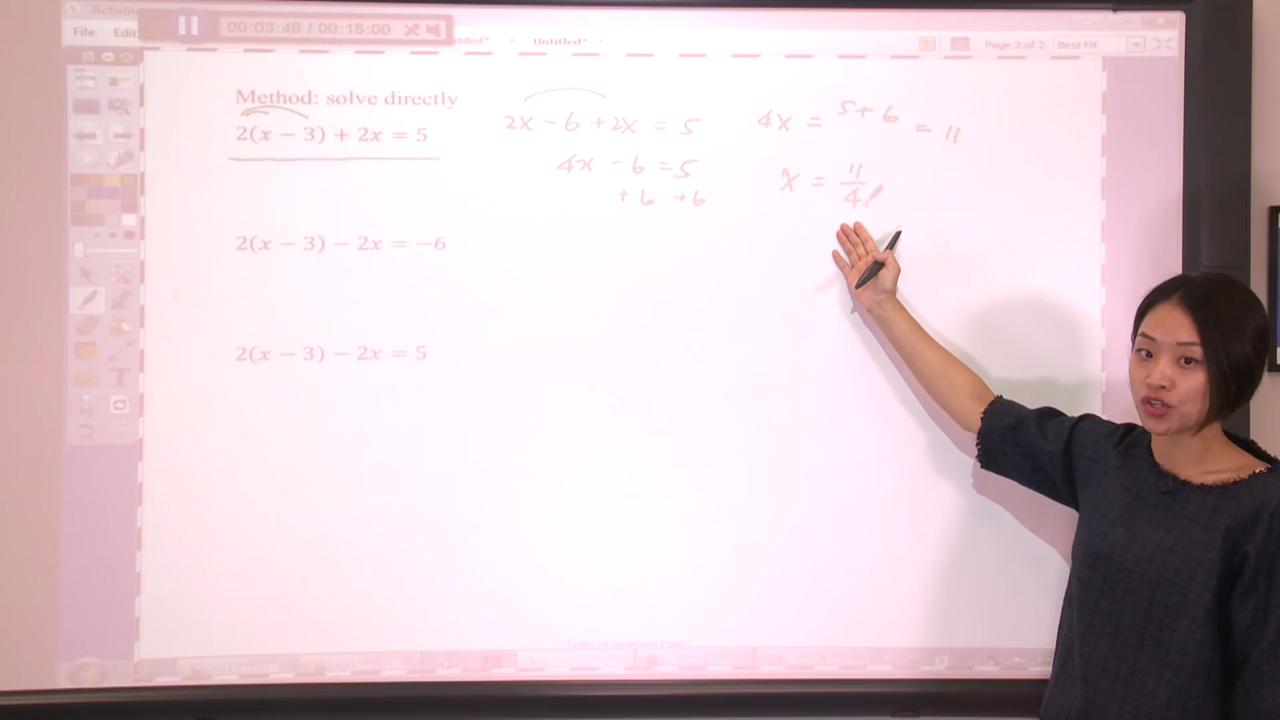 File Edit
00:03:48 / 00:15:00
Untitled*
Page 2 of 2 Best Fit
Method: solve directly
2(x − 3) + 2x = 5
2x − 6 + 2x = 5
4x − 6 = 5
+ 6 + 6
4x = 5 + 6 = 11
x = 11/4
2(x − 3) − 2x = −6
2(x − 3) − 2x = 5